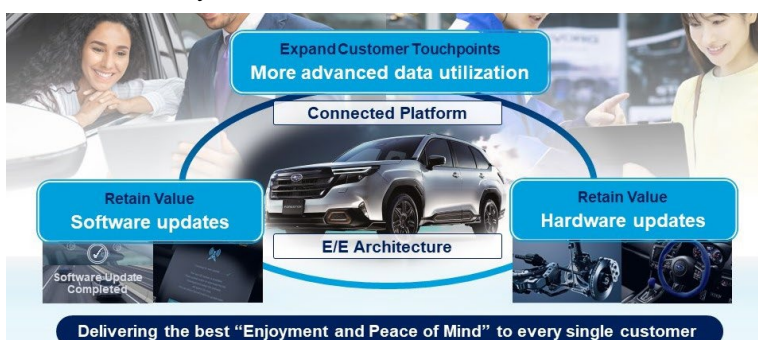 Expand Customer Touchpoints
More advanced data utilization
Connected Platform
Retain Value
Software updates
Retain Value
Hardware updates
E/E Architecture
Software Update
Completed
Delivering the best “Enjoyment and Peace of Mind” to every single customer